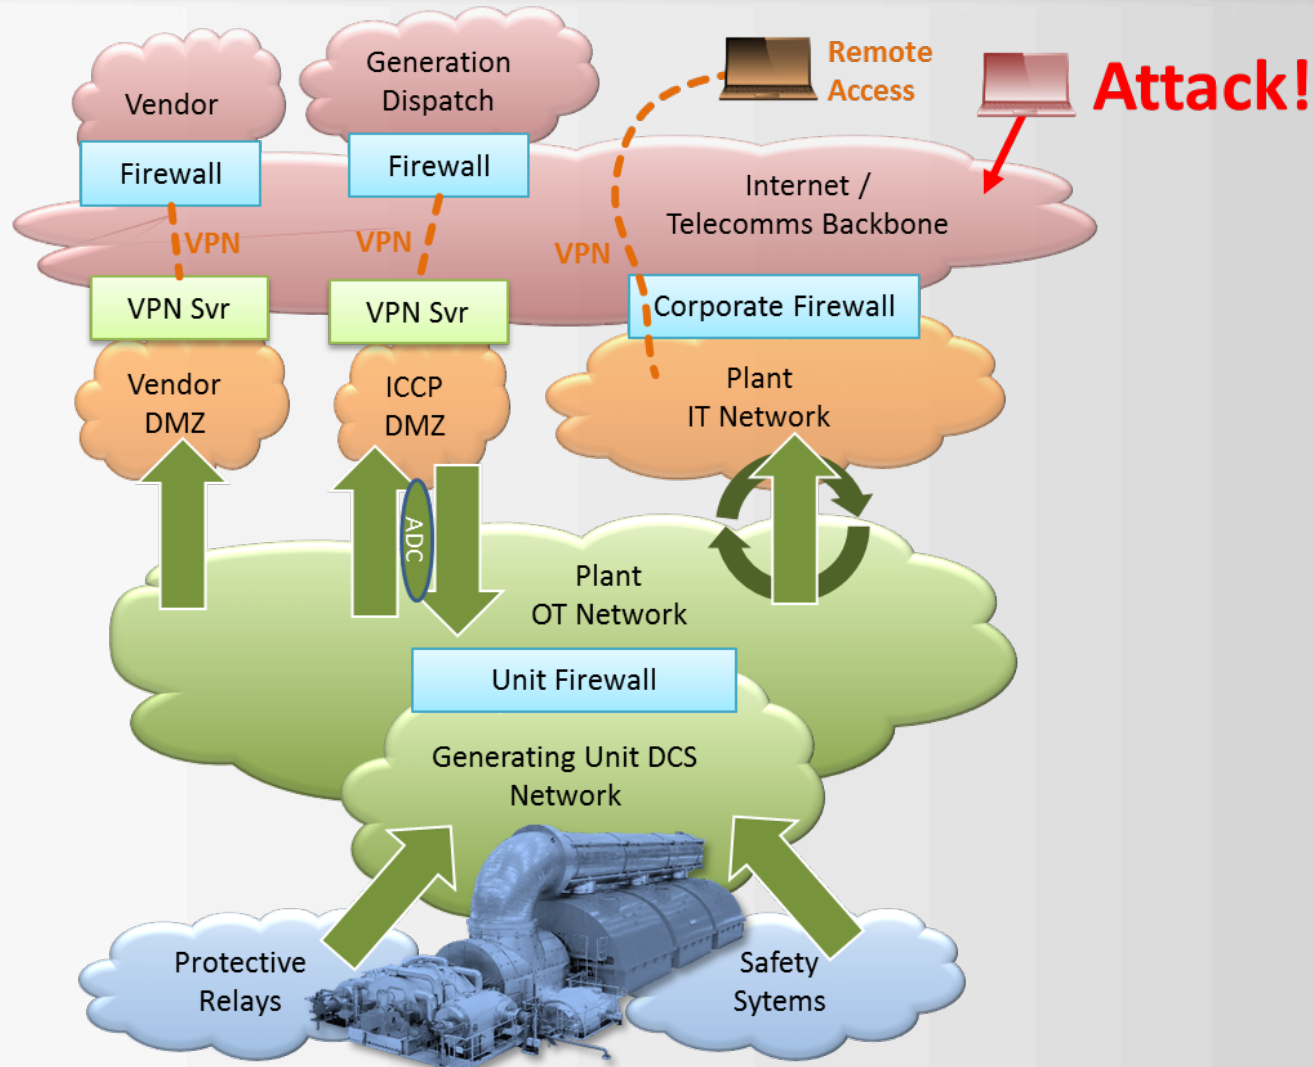 Vendor
Generation
Dispatch
Remote
Access
Attack!
Firewall
Firewall
Internet /
Telecomms Backbone
VPN
VPN
VPN
VPN Svr
VPN Svr
Corporate Firewall
Vendor
DMZ
ICCP
DMZ
Plant
IT Network
ADC
Plant
OT Network
Unit Firewall
Generating Unit DCS
Network
Protective
Relays
Safety
Sytems